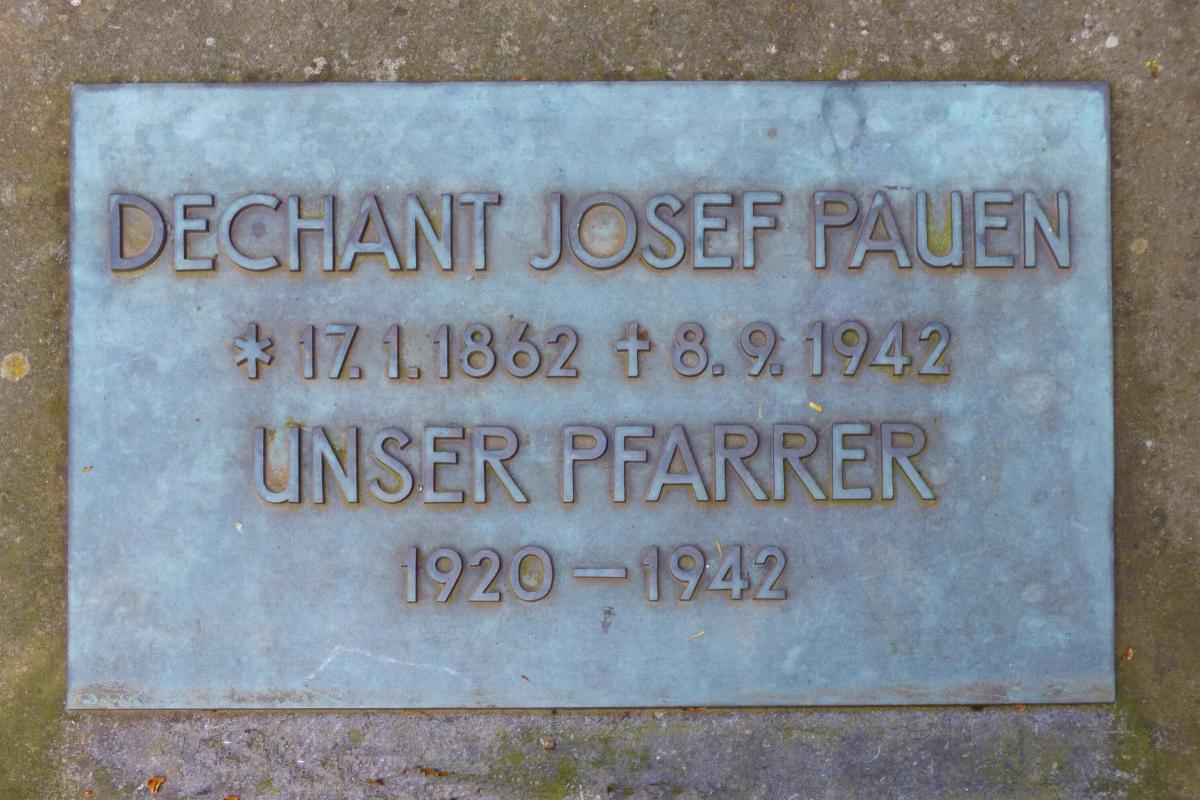 DECHANT JOSEF PAUEN
* 17.1.1862 † 8.9.1942
UNSER PFARRER
1920 – 1942